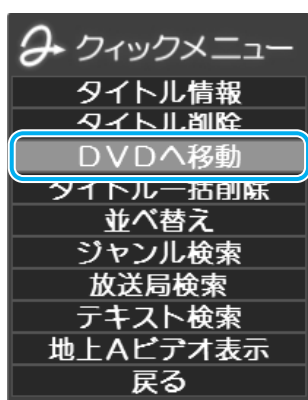 クィックメニュー
タイトル情報
タイトル削除
DVDへ移動
タイトル一括削除
並べ替え
ジャンル検索
放送局検索
テキスト検索
地上Aビデオ表示
戻る